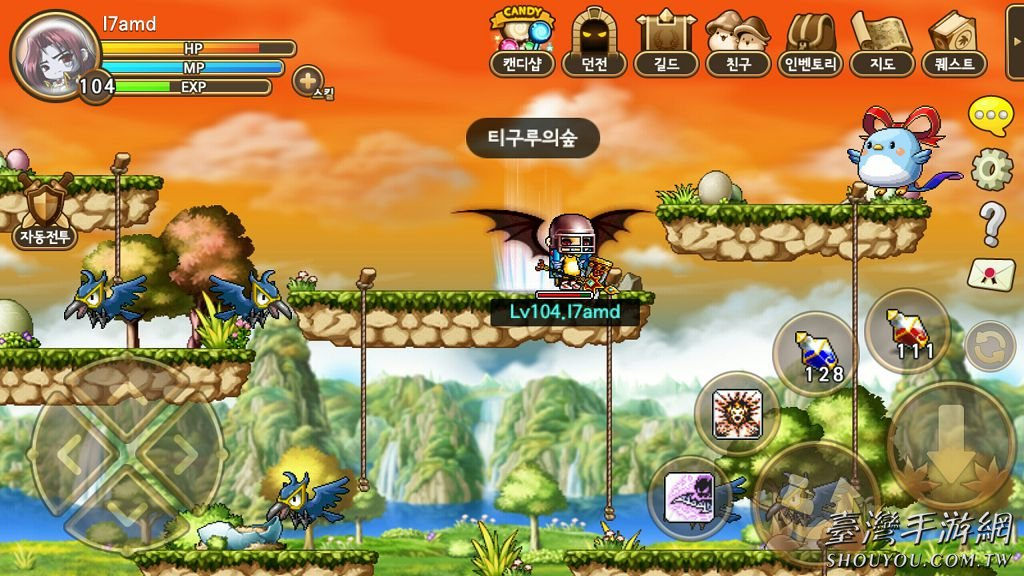 l7amd
HP
MP
104
EXP
스킬
CANDY
캔디샵
던전
길드
친구
인벤토리
지도
퀘스트
티구루의숲
자동전투
Lv104.l7amd
111
128
臺灣手游網
SHOUYOU.COM.TW